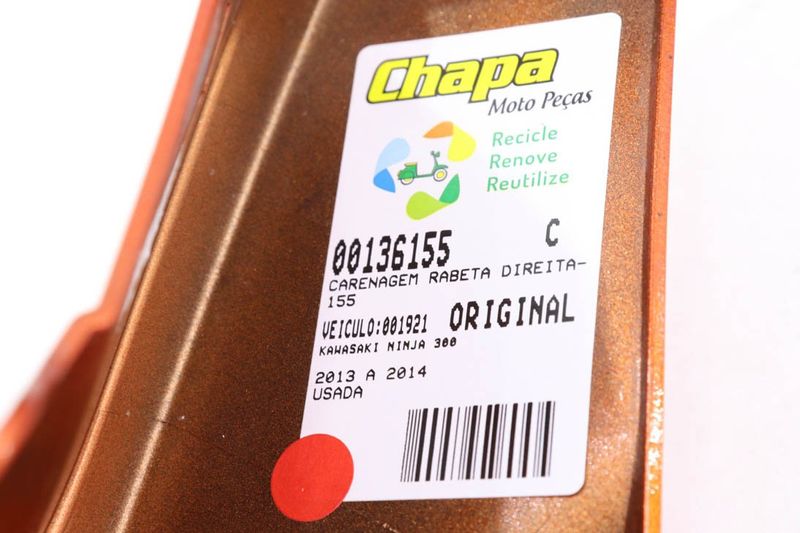 Chapa
Moto Peças
Recicle
Renove
Reutilize
00136155 C
CARENAGEM RABETA DIREITA-
155
VEICULO:001921 ORIGINAL
KAWASAKI NINJA 300
2013 A 2014
USADA